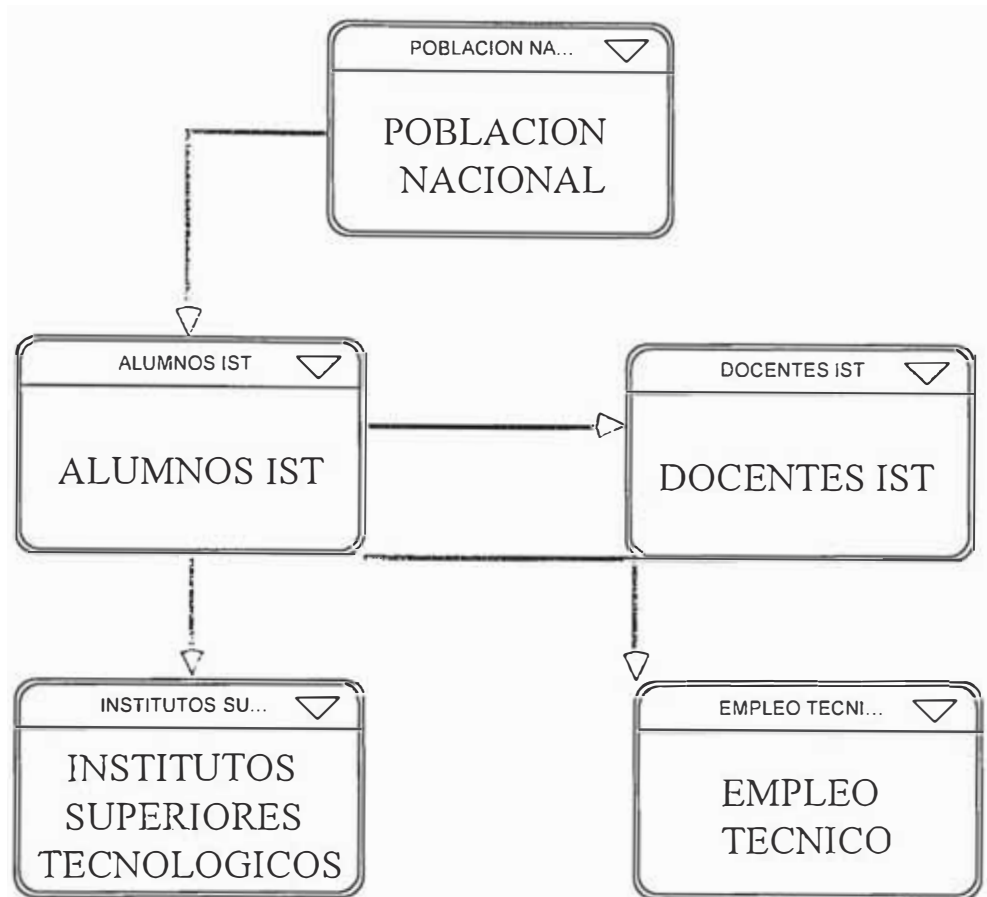 POBLACION NA...
POBLACION
NACIONAL
ALUMNOS IST
ALUMNOS IST
DOCENTES IST
DOCENTES IST
INSTITUTOS SU...
INSTITUTOS
SUPERIORES
TECNOLOGICOS
EMPLEO TECNI...
EMPLEO
TECNICO